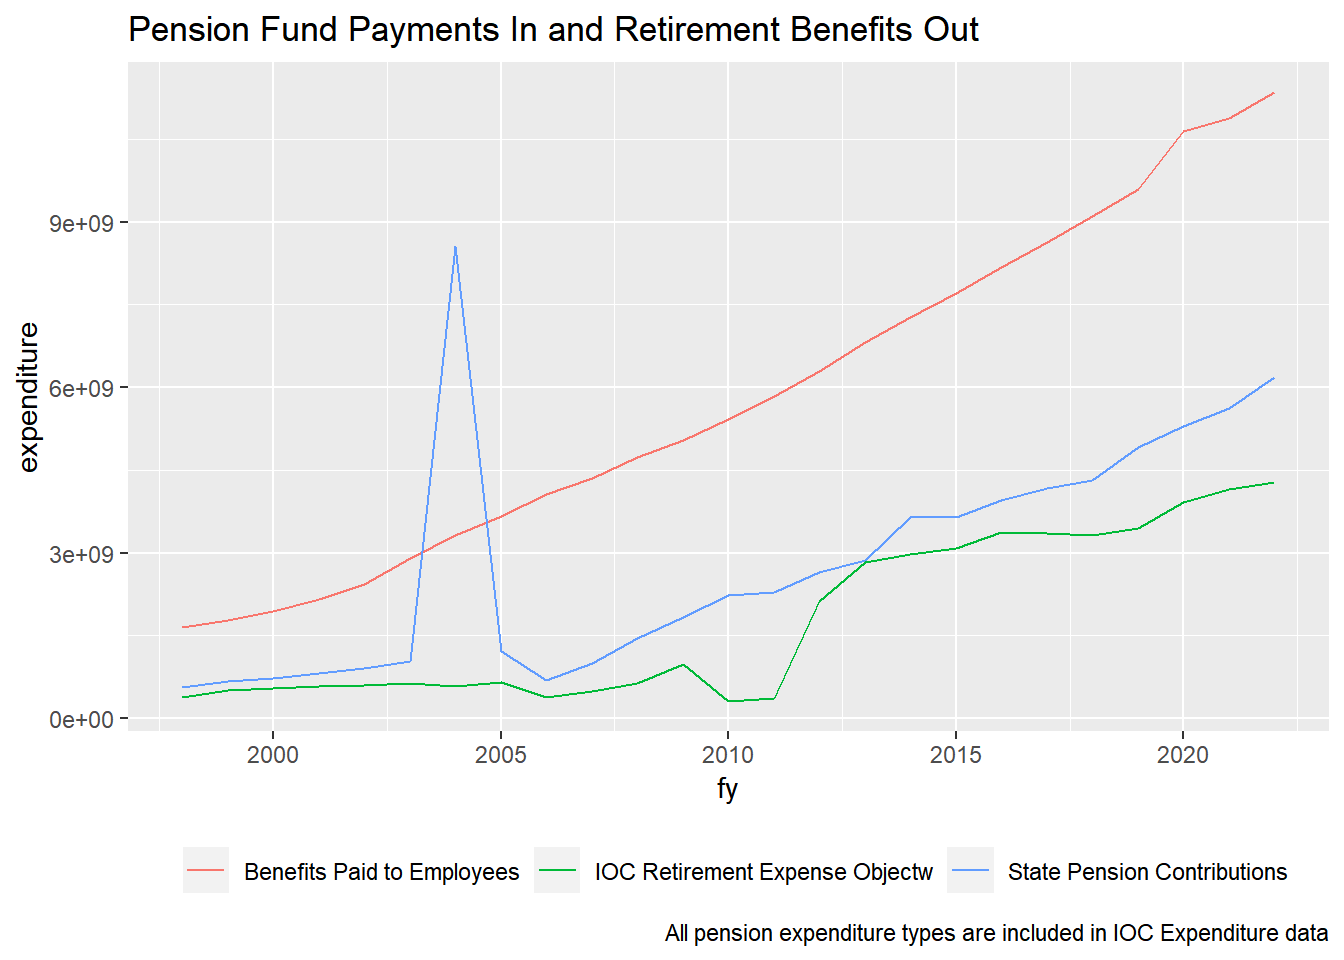 Pension Fund Payments In and Retirement Benefits Out
expenditure
9e+09
6e+09
3e+09
0e+00
2000 2005 2010 2015 2020
fy
Benefits Paid to Employees IOC Retirement Expense Objectw State Pension Contributions
All pension expenditure types are included in IOC Expenditure data